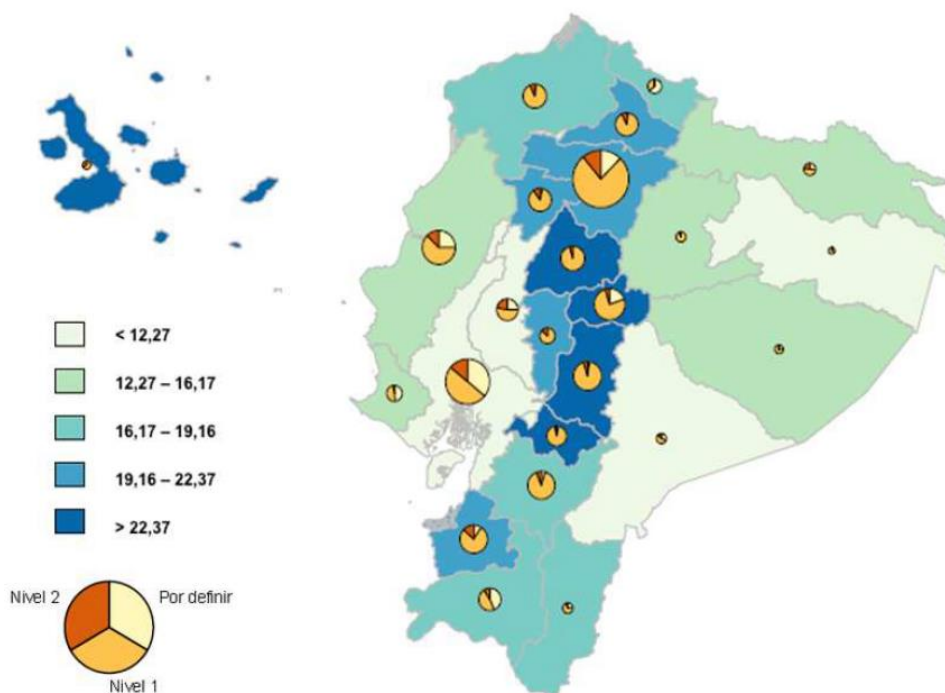 < 12,27
12,27 – 16,17
16,17 – 19,16
19,16 – 22,37
> 22,37
Nivel 2
Por definir
Nivel 1